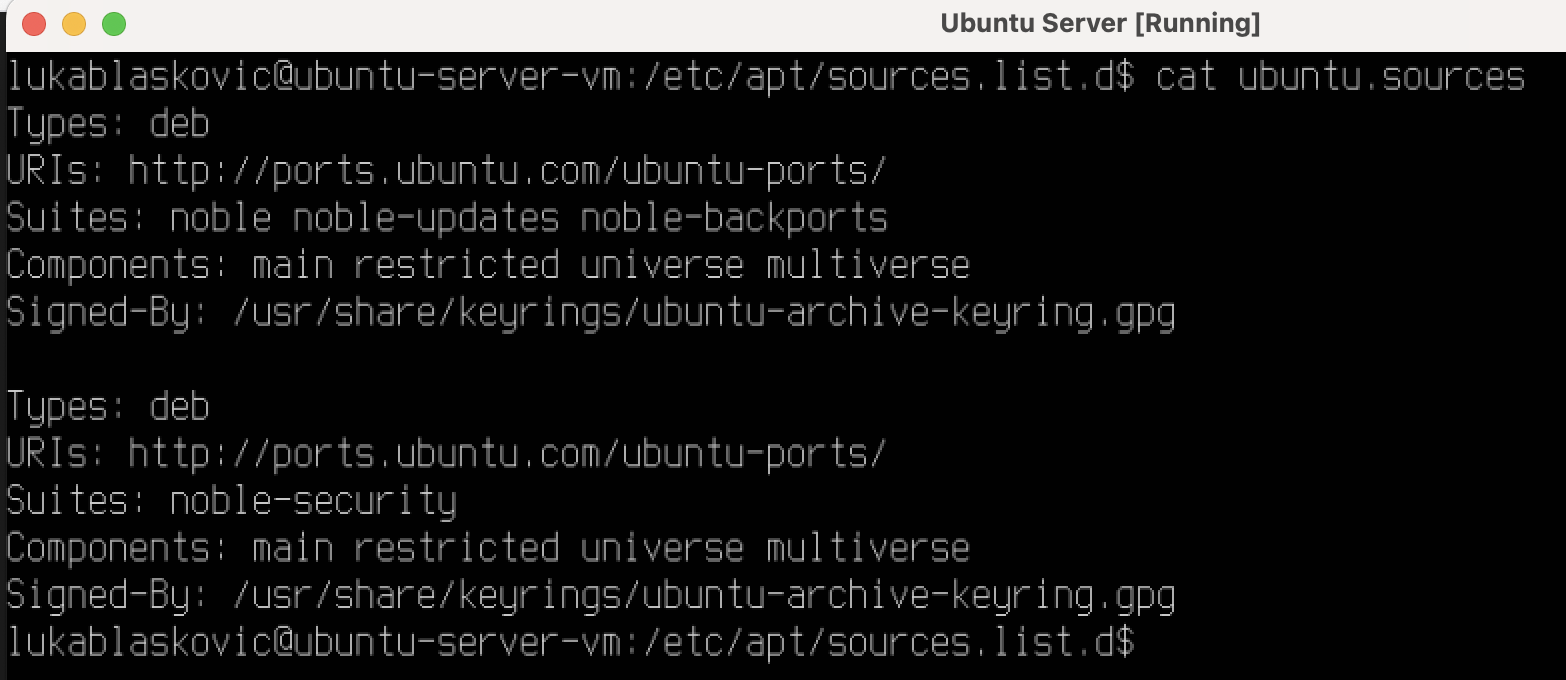 Ubuntu Server [Running]
lukablaskovic@ubuntu-server-vm:/etc/apt/sources.list.d$ cat ubuntu.sources
Types: deb
URIs: http://ports.ubuntu.com/ubuntu-ports/
Suites: noble noble-updates noble-backports
Components: main restricted universe multiverse
Signed-By: /usr/share/keyrings/ubuntu-archive-keyring.gpg

Types: deb
URIs: http://ports.ubuntu.com/ubuntu-ports/
Suites: noble-security
Components: main restricted universe multiverse
Signed-By: /usr/share/keyrings/ubuntu-archive-keyring.gpg
lukablaskovic@ubuntu-server-vm:/etc/apt/sources.list.d$